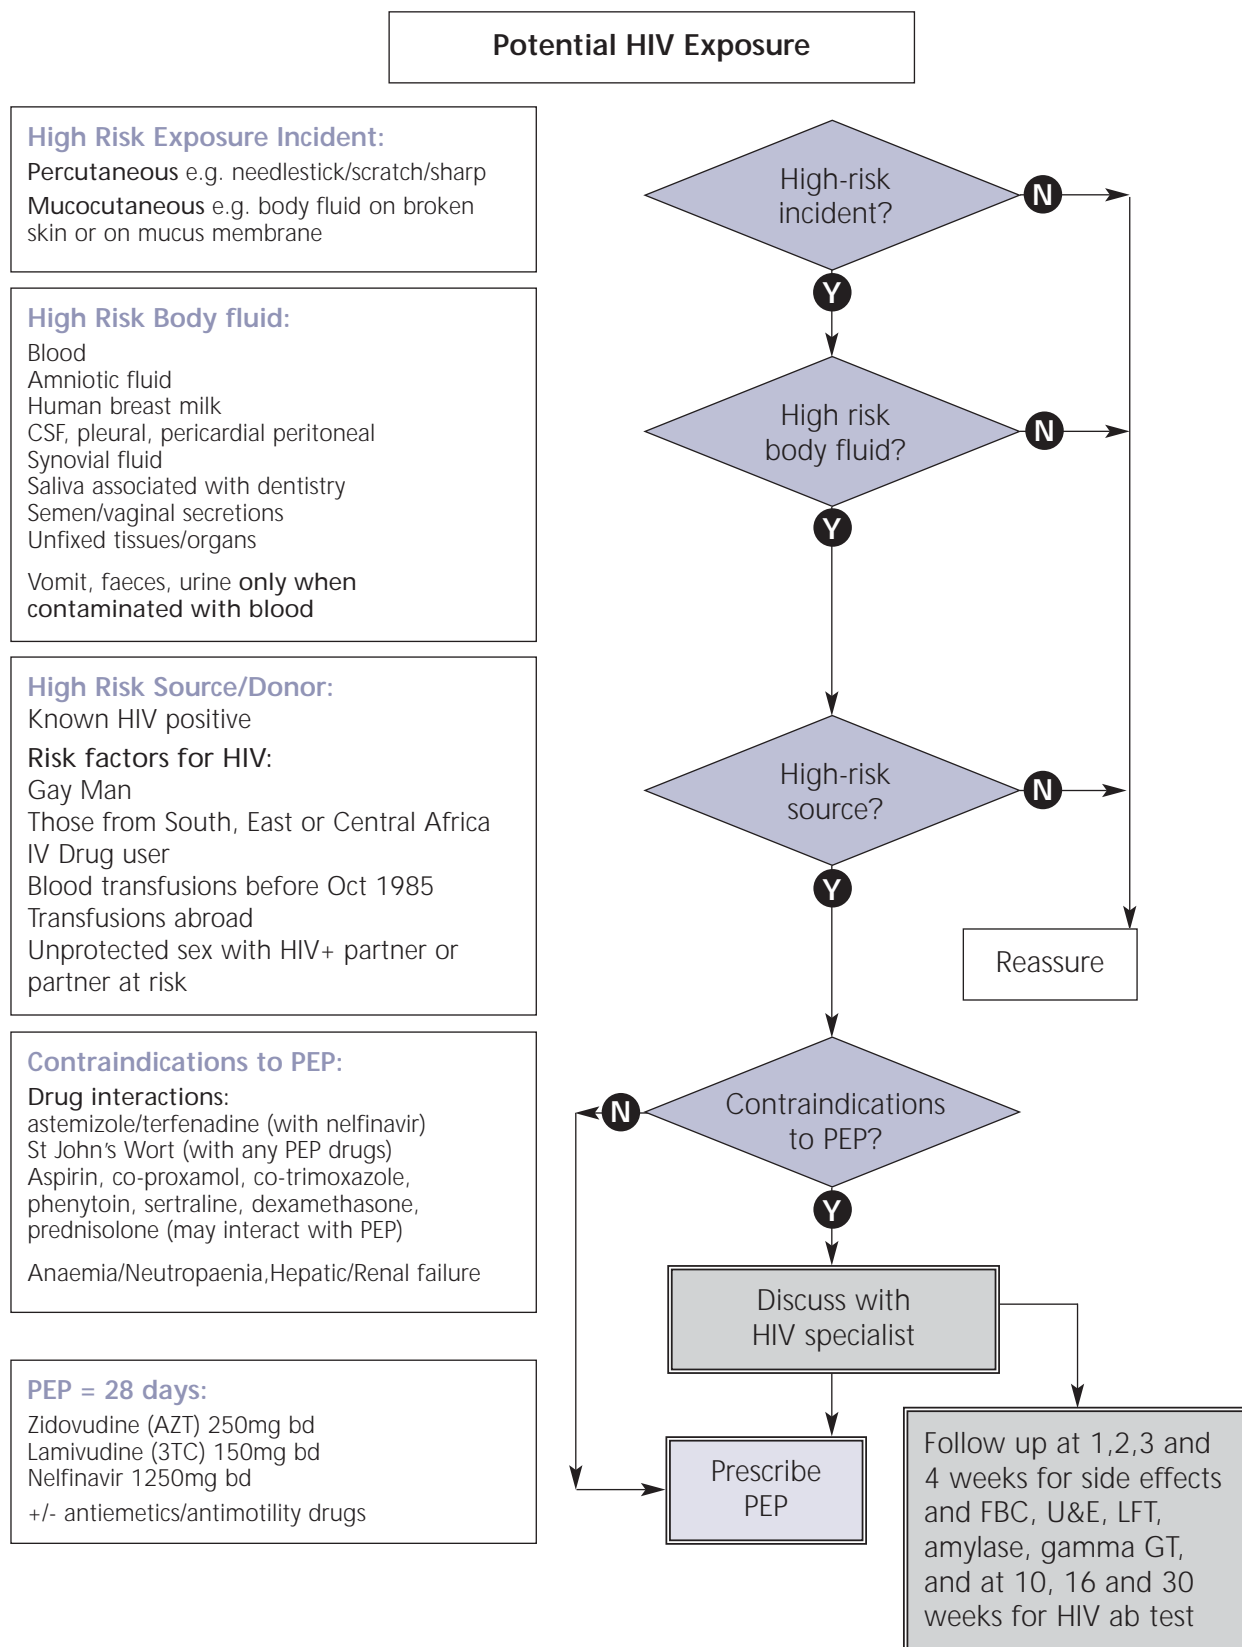 Potential HIV Exposure
High Risk Exposure Incident:
Percutaneous e.g. needlestick/scratch/sharp
Mucocutaneous e.g. body fluid on broken
skin or on mucus membrane
High Risk Body fluid:
Blood
Amniotic fluid
Human breast milk
CSF, pleural, pericardial peritoneal
Synovial fluid
Saliva associated with dentistry
Semen/vaginal secretions
Unfixed tissues/organs
Vomit, faeces, urine only when
contaminated with blood
High Risk Source/Donor:
Known HIV positive
Risk factors for HIV:
Gay Man
Those from South, East or Central Africa
IV Drug user
Blood transfusions before Oct 1985
Transfusions abroad
Unprotected sex with HIV+ partner or
partner at risk
Contraindications to PEP:
Drug interactions:
astemizole/terfenadine (with nelfinavir)
St John's Wort (with any PEP drugs)
Aspirin, co-proxamol, co-trimoxazole,
phenytoin, sertraline, dexamethasone,
prednisolone (may interact with PEP)
Anaemia/Neutropaenia,Hepatic/Renal failure
PEP = 28 days:
Zidovudine (AZT) 250mg bd
Lamivudine (3TC) 150mg bd
Nelfinavir 1250mg bd
+/- antiemetics/antimotility drugs
High-risk
incident?
N
Y
High risk
body fluid?
N
Y
High-risk
source?
N
Y
Reassure
Contraindications
to PEP?
N
Y
Discuss with
HIV specialist
Prescribe
PEP
Follow up at 1,2,3 and
4 weeks for side effects
and FBC, U&E, LFT,
amylase, gamma GT,
and at 10, 16 and 30
weeks for HIV ab test